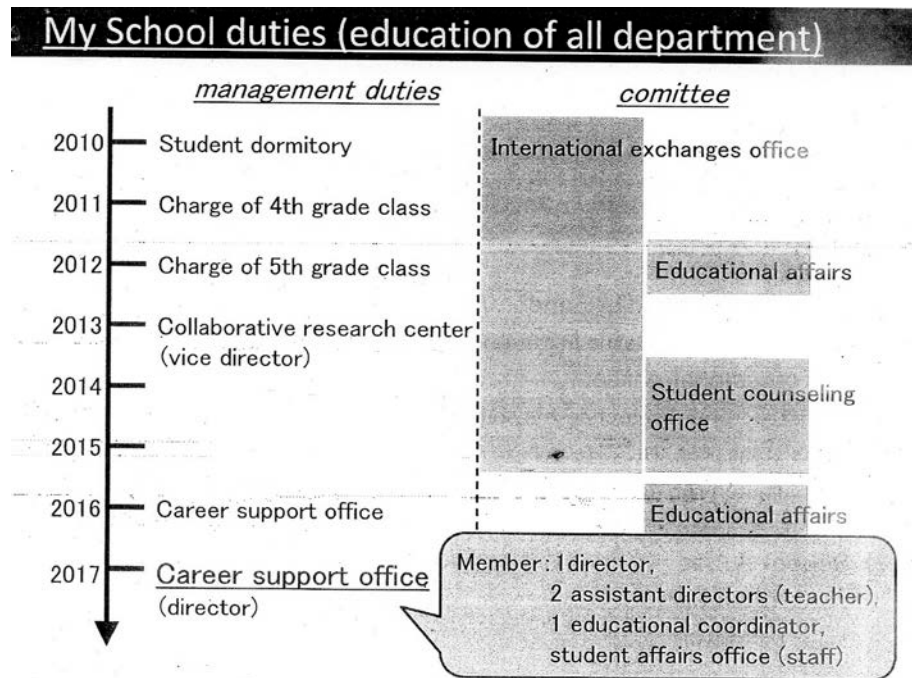 My School duties (education of all department)
management duties
comittee
2010 Student dormitory International exchanges office
2011 Charge of 4th grade class
2012 Charge of 5th grade class Educational affairs
2013 Collaborative research center
(vice director)
2014 Student counseling
office
2015
2016 Career support office Educational affairs
2017 Career support office
(director)
Member : 1director,
2 assistant directors (teacher),
1 educational coordinator,
student affairs office (staff)